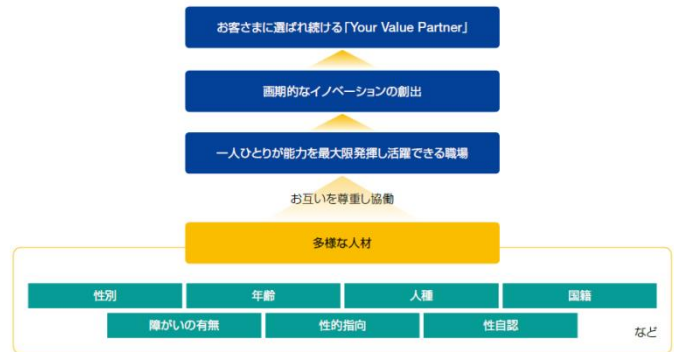 お客さまに選ばれ続ける「Your Value Partner」
画期的なイノベーションの創出
一人ひとりが能力を最大限発揮し活躍できる職場
お互いを尊重し協働
多様な人材
性別
年齢
人種
国籍
障がいの有無
性的指向
性自認
など